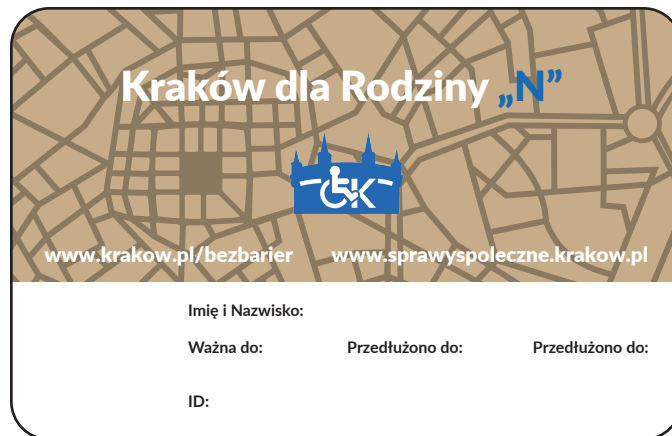 Kraków dla Rodziny „N”
K
www.krakow.pl/bezbarier www.sprawyspoleczne.krakow.pl
Imię i Nazwisko:
Ważna do: Przedłużono do: Przedłużono do:
ID: